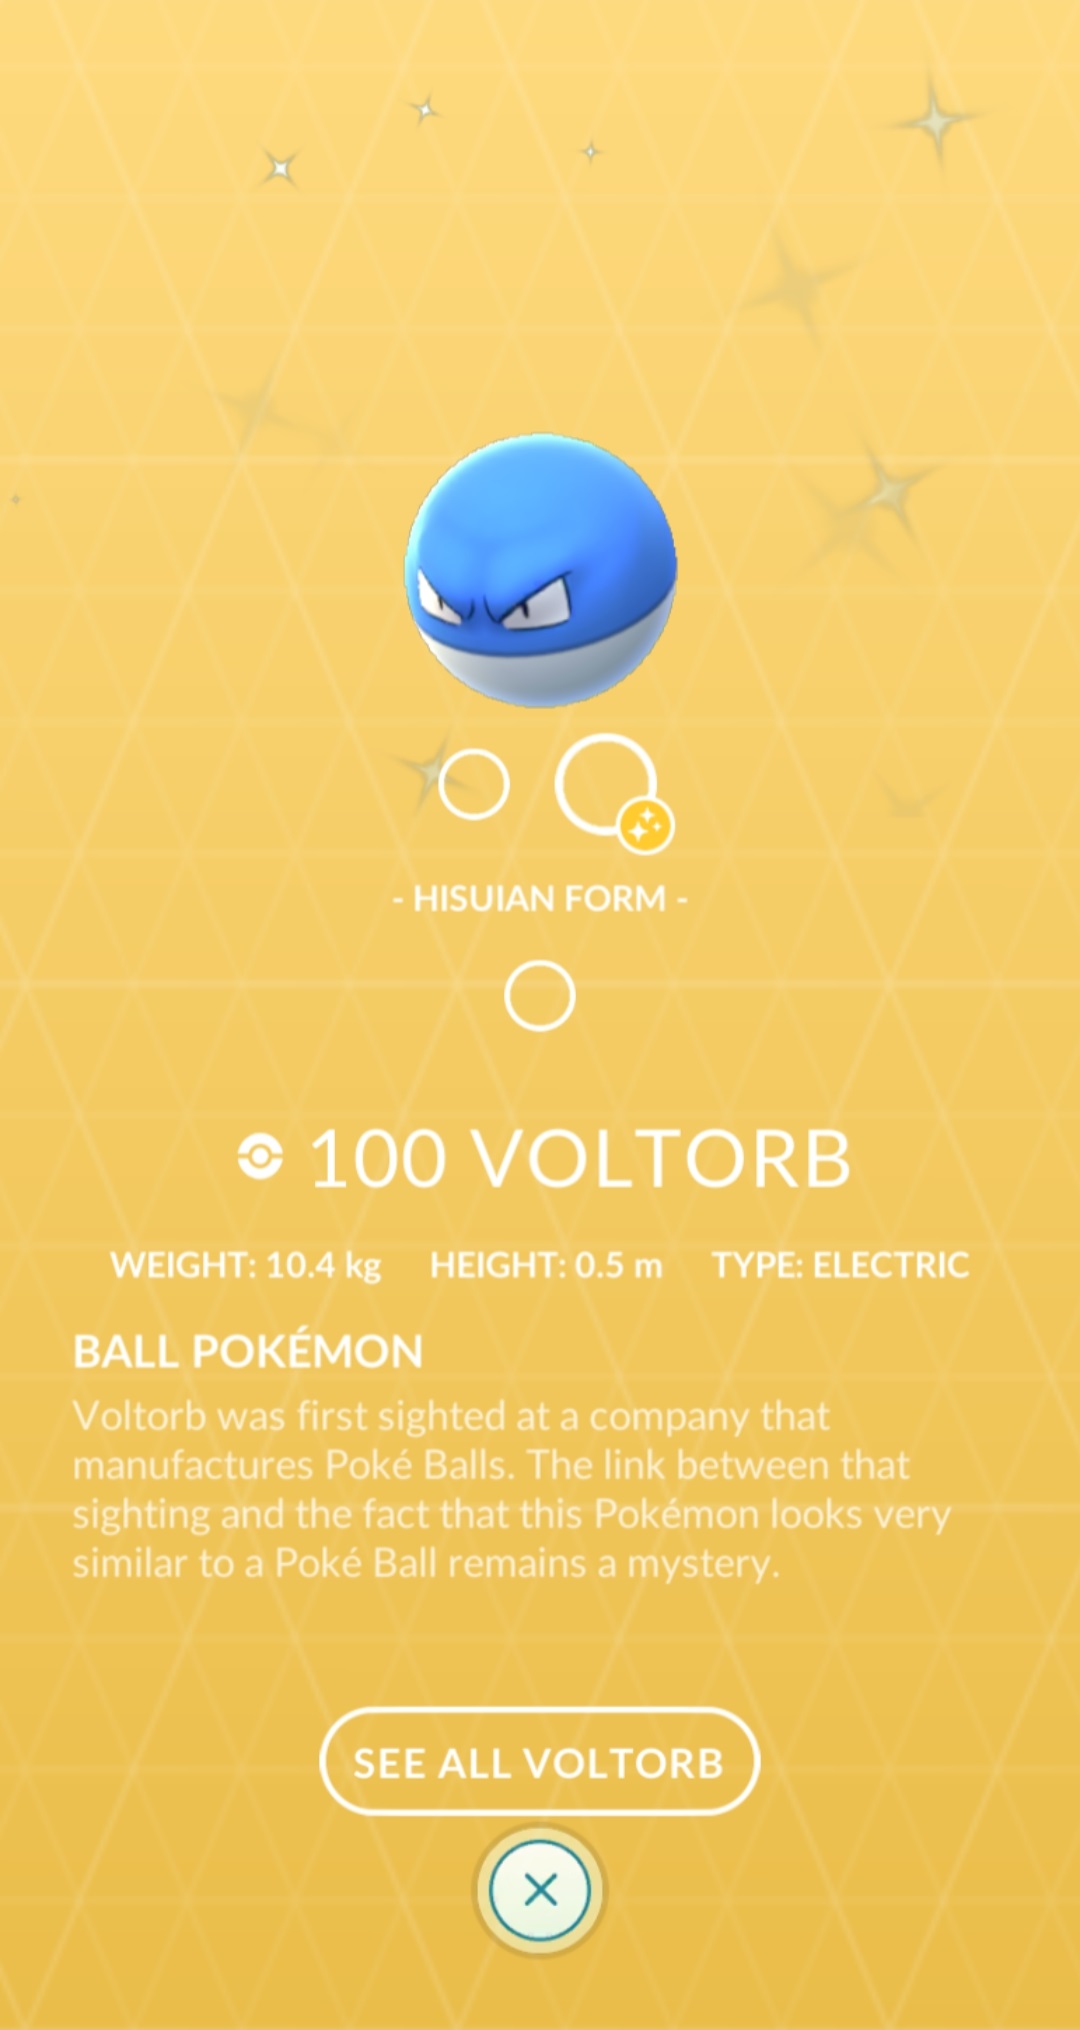 - HISUIAN FORM -
100 VOLTORB
WEIGHT: 10.4 kg HEIGHT: 0.5 m TYPE: ELECTRIC
BALL POKÉMON
Voltorb was first sighted at a company that
manufactures Poké Balls. The link between that
sighting and the fact that this Pokémon looks very
similar to a Poké Ball remains a mystery.
SEE ALL VOLTORB